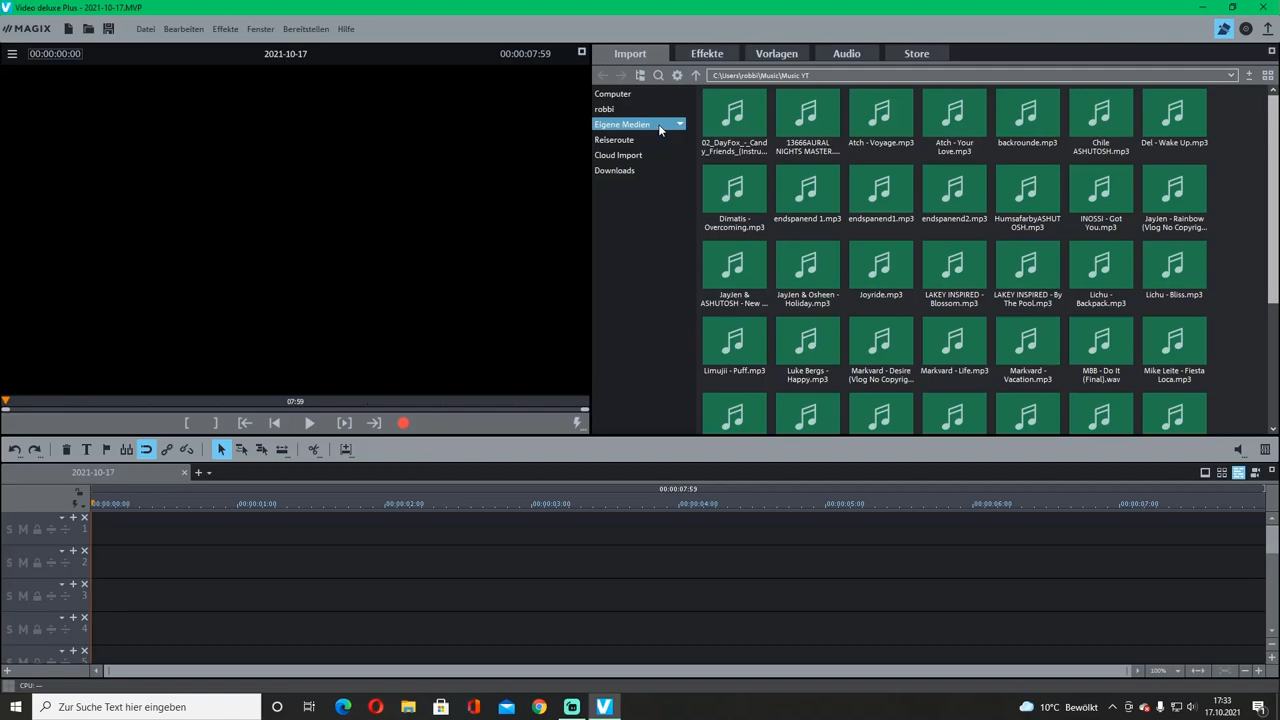 Video deluxe Plus - 2021-10-17.MVP
MAGIX
Datei Bearbeiten Effekte Fenster Bereitstellen Hilfe
00:00:00:00 2021-10-17 00:00:07:59
Import Effekte Vorlagen Audio Store
C:\Users\robbi\Music\Music YT
Computer
robbi
Eigene Medien
Reiseroute
Cloud Import
Downloads
02_DayFox_-_Cand
y_Friends_(Instru...
13666AURAL
NIGHTS MASTER....
Atch - Voyage.mp3
Atch - Your
Love.mp3
backrounde.mp3
Chile
ASHUTOSH.mp3
Del - Wake Up.mp3
Dimatis -
Overcoming.mp3
endspanend 1.mp3
endspanend1.mp3
endspanend2.mp3
HumsafarbyASHUT
OSH.mp3
INOSSI - Got
You.mp3
JayJen - Rainbow
(Vlog No Copyrig...
JayJen &
ASHUTOSH - New ...
JayJen & Osheen -
Holiday.mp3
Joyride.mp3
LAKEY INSPIRED -
Blossom.mp3
LAKEY INSPIRED - By
The Pool.mp3
Lichu -
Backpack.mp3
Lichu - Bliss.mp3
Limujii - Puff.mp3
Luke Bergs -
Happy.mp3
Markvard - Desire
(Vlog No Copyrig...
Markvard - Life.mp3
Markvard -
Vacation.mp3
MBB - Do It
(Final).wav
Mike Leite - Fiesta
Loca.mp3
07:59
2021-10-17
00:00:07:59
00:00:00:00 00:00:01:00 00:00:02:00 00:00:03:00 00:00:04:00 00:00:05:00 00:00:06:00 00:00:07:00
S M 1
S M 2
S M 3
S M 4
5
100%
CPU: —
Zur Suche Text hier eingeben
10°C Bewölkt
17:33
17.10.2021